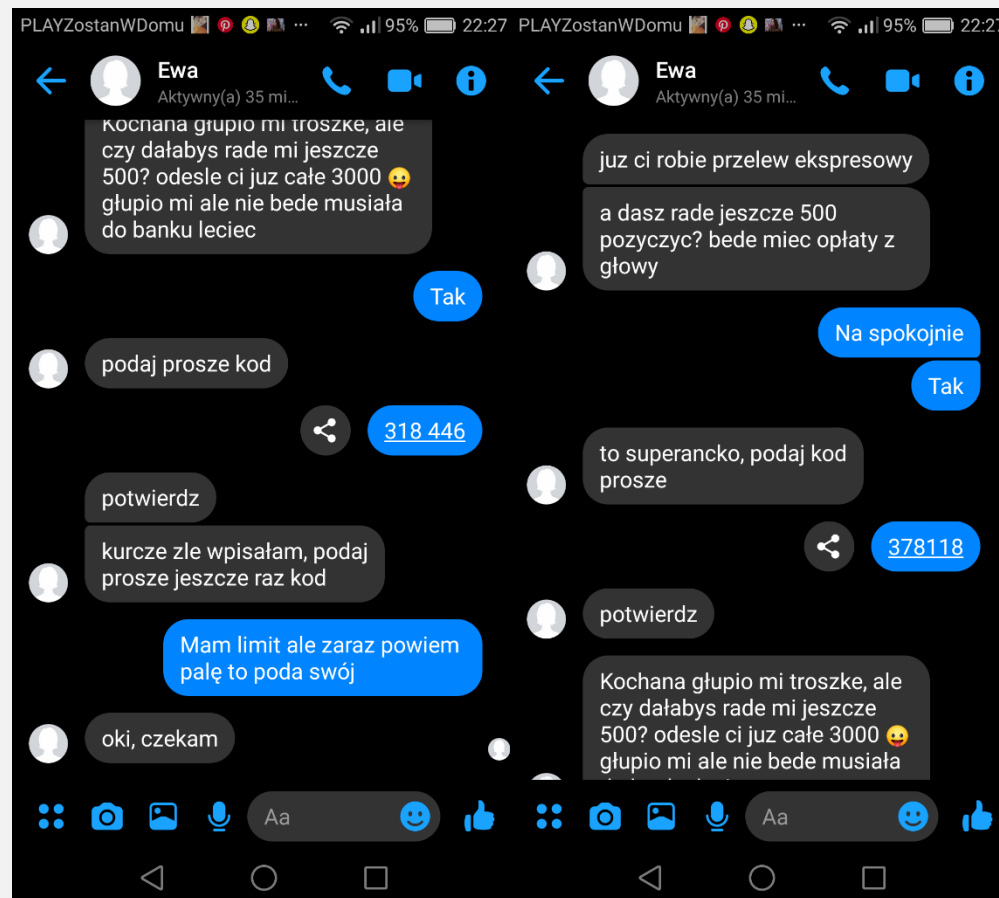 PLAYZostanWDomu ... 95% 22:27
Ewa
Aktywny(a) 35 mi...
Kochana głupio mi troszke, ale
czy dałabys rade mi jeszcze
500? odesle ci juz całe 3000 😛
głupio mi ale nie bede musiała
do banku leciec
Tak
podaj prosze kod
318 446
potwierdz
kurcze zle wpisałam, podaj
prosze jeszcze raz kod
Mam limit ale zaraz powiem
palę to poda swój
oki, czekam
Aa
PLAYZostanWDomu ... 95% 22:27
Ewa
Aktywny(a) 35 mi...
juz ci robie przelew ekspresowy
a dasz rade jeszcze 500
pozyczyc? bede miec opłaty z
głowy
Na spokojnie
Tak
to superancko, podaj kod
prosze
378118
potwierdz
Kochana głupio mi troszke, ale
czy dałabys rade mi jeszcze
500? odesle ci juz całe 3000 😛
głupio mi ale nie bede musiała
Aa